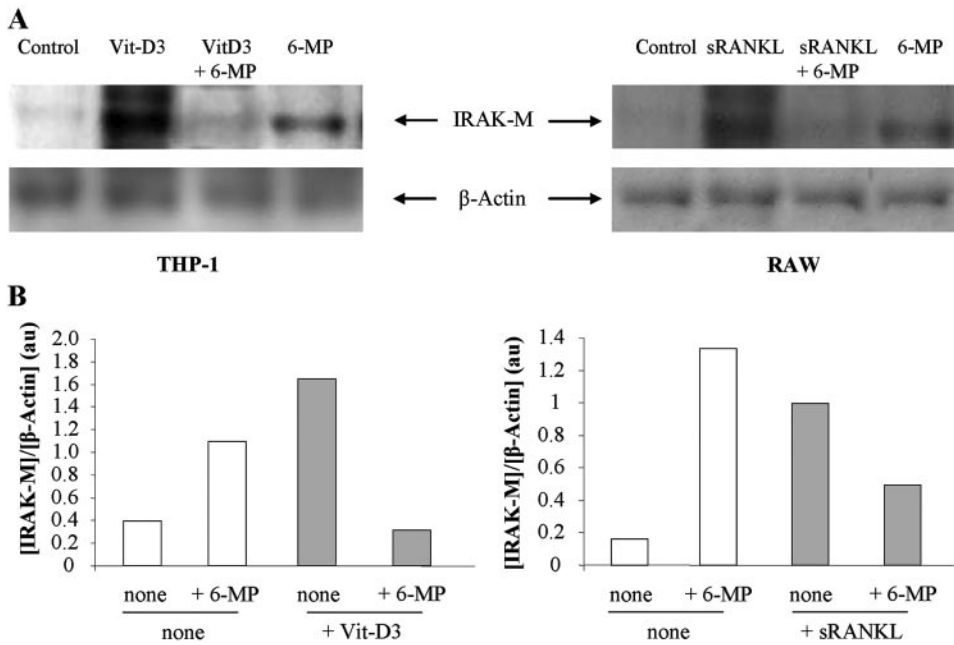 A
Control Vit-D3 VitD3 + 6-MP 6-MP
Control sRANKL sRANKL + 6-MP 6-MP
IRAK-M
β-Actin
THP-1 RAW
B
[IRAK-M]/[β-Actin] (au)
2.0
1.8
1.6
1.4
1.2
1.0
0.8
0.6
0.4
0.2
0
none + 6-MP none + 6-MP
none + Vit-D3
[IRAK-M]/[β-Actin] (au)
1.4
1.2
1
0.8
0.6
0.4
0.2
0
none + 6-MP none + 6-MP
none + sRANKL